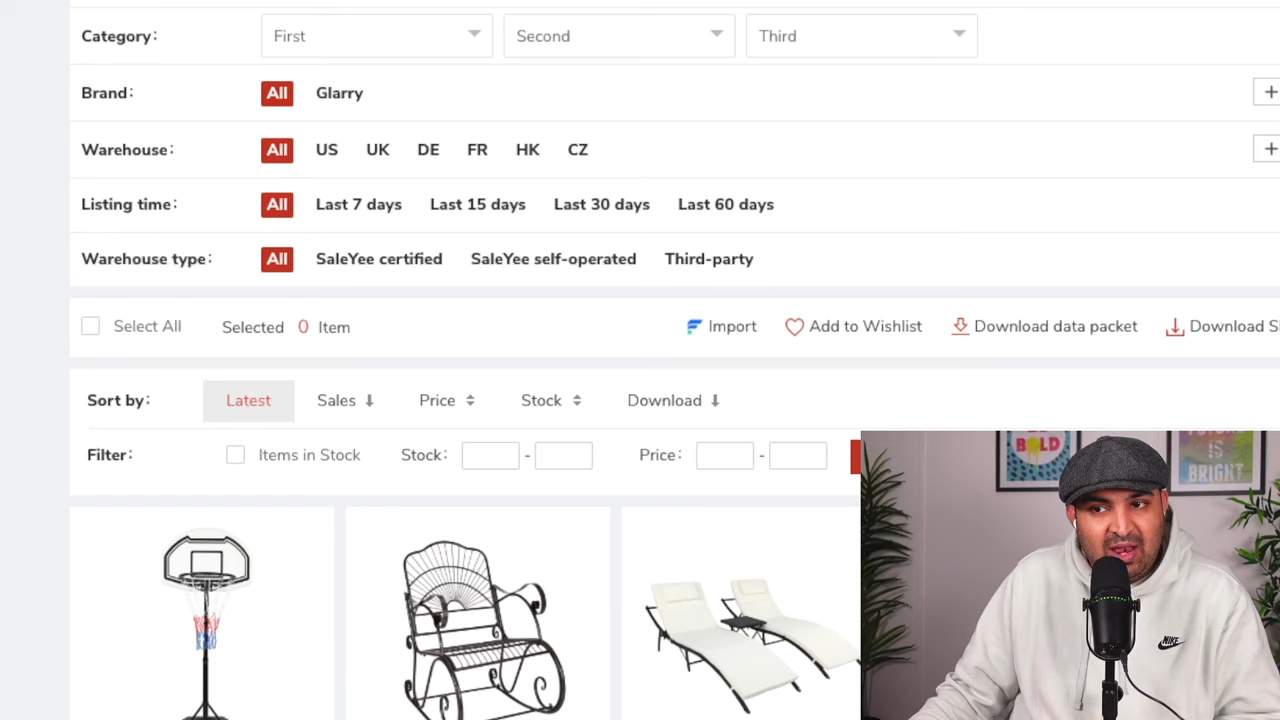 Category:
First
Second
Third
Brand:
All
Glarry
Warehouse:
All
US
UK
DE
FR
HK
CZ
Listing time:
All
Last 7 days
Last 15 days
Last 30 days
Last 60 days
Warehouse type:
All
SaleYee certified
SaleYee self-operated
Third-party
Select All
Selected 0 Item
Import
Add to Wishlist
Download data packet
Download
Sort by:
Latest
Sales
Price
Stock
Download
Filter:
Items in Stock
Stock:
-
Price:
-
BOLD
IS
BRIGHT
NIKE